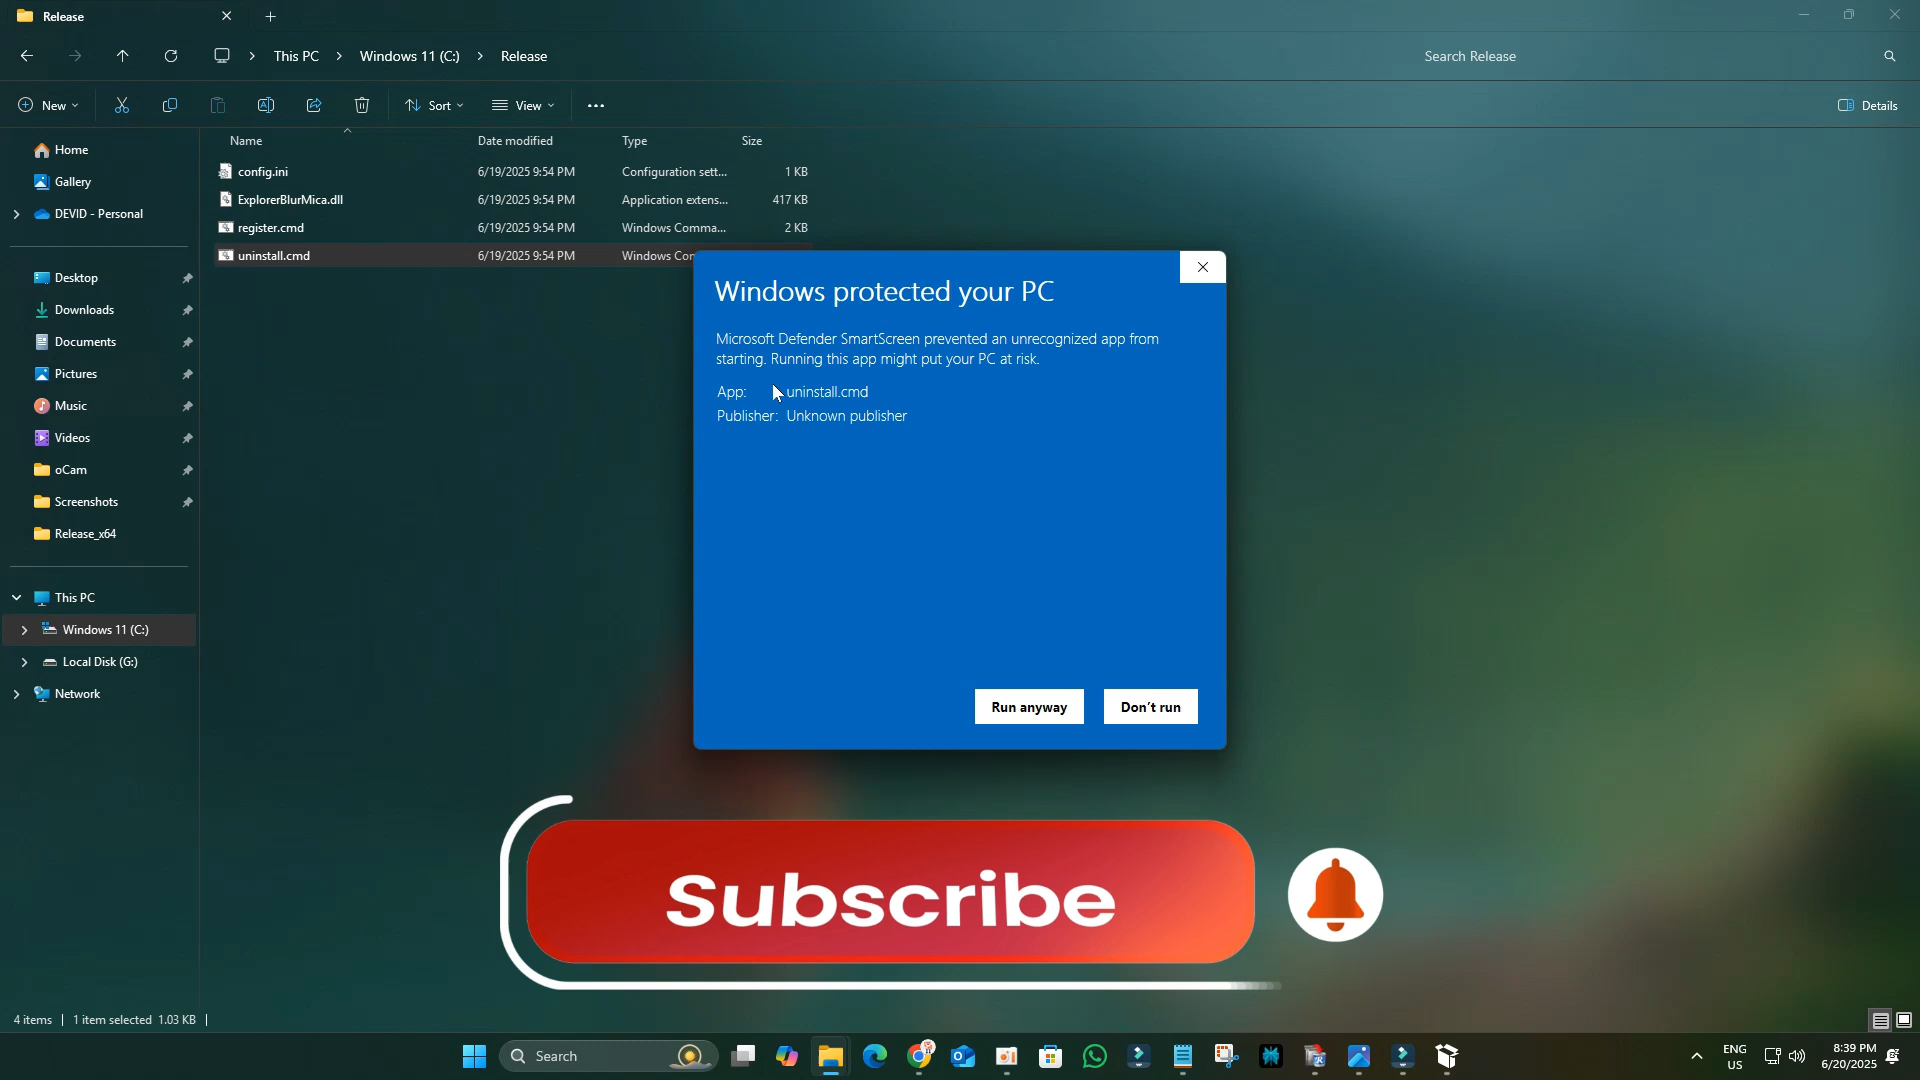 Release
This PC
Windows 11 (C:)
Release
Search Release
New
Sort
View
Details
Name
Date modified
Type
Size
config.ini
6/19/2025 9:54 PM
Configuration sett...
1 KB
ExplorerBlurMica.dll
6/19/2025 9:54 PM
Application extens...
417 KB
register.cmd
6/19/2025 9:54 PM
Windows Comma...
2 KB
uninstall.cmd
6/19/2025 9:54 PM
Windows Con
Home
Gallery
DEVID - Personal
Desktop
Downloads
Documents
Pictures
Music
Videos
oCam
Screenshots
Release_x64
This PC
Windows 11 (C:)
Local Disk (G:)
Network
Windows protected your PC
Microsoft Defender SmartScreen prevented an unrecognized app from
starting. Running this app might put your PC at risk.
App: uninstall.cmd
Publisher: Unknown publisher
Run anyway
Don't run
Subscribe
4 items
1 item selected 1.03 KB
Search
ENG
US
8:39 PM
6/20/2025